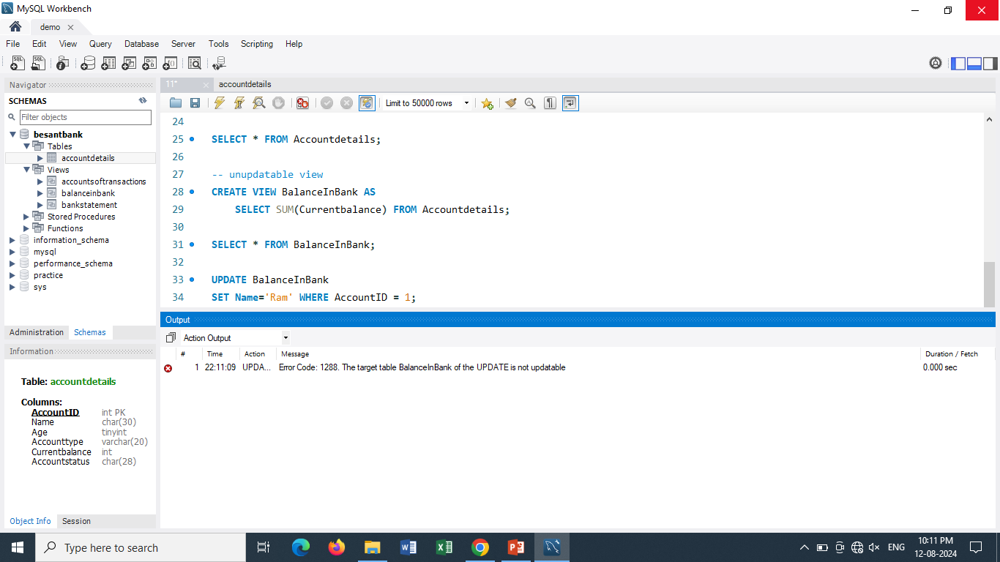 MySQL Workbench
demo
File Edit View Query Database Server Tools Scripting Help
Navigator
SCHEMAS
Filter objects
besantbank
Tables
accountdetails
Views
accountsoftransactions
balanceinbank
bankstatement
Stored Procedures
Functions
information_schema
mysql
performance_schema
practice
sys
Administration Schemas
Information
Table: accountdetails
Columns:
AccountID int PK
Name char(30)
Age tinyint
Accounttype varchar(20)
Currentbalance int
Accountstatus char(28)
Object Info Session
11* accountdetails
Limit to 50000 rows
24
25 SELECT * FROM Accountdetails;
26
27 -- unupdatable view
28 CREATE VIEW BalanceInBank AS
29 SELECT SUM(Currentbalance) FROM Accountdetails;
30
31 SELECT * FROM BalanceInBank;
32
33 UPDATE BalanceInBank
34 SET Name='Ram' WHERE AccountID = 1;
Output
Action Output
# Time Action Message Duration / Fetch
1 22:11:09 UPDA... Error Code: 1288. The target table BalanceInBank of the UPDATE is not updatable 0.000 sec
Type here to search
ENG
10:11 PM
12-08-2024